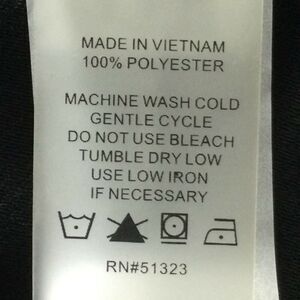 MADE IN VIETNAM
100% POLYESTER
MACHINE WASH COLD
GENTLE CYCLE
DO NOT USE BLEACH
TUMBLE DRY LOW
USE LOW IRON
IF NECESSARY
RN#51323